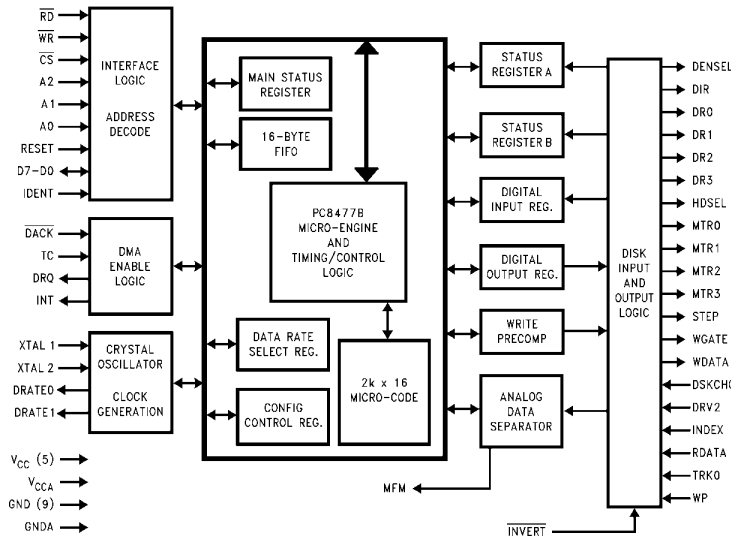 RD
WR
CS
A2
A1
A0
RESET
D7-D0
IDENT
INTERFACE
LOGIC
ADDRESS
DECODE
DACK
TC
DRQ
INT
DMA
ENABLE
LOGIC
XTAL 1
XTAL 2
DRATE0
DRATE1
CRYSTAL
OSCILLATOR
CLOCK
GENERATION
VCC (5)
VCCA
GND (9)
GNDA
MAIN STATUS
REGISTER
16-BYTE
FIFO
PC8477B
MICRO-ENGINE
AND
TIMING/CONTROL
LOGIC
DATA RATE
SELECT REG.
CONFIG
CONTROL REG.
2k x 16
MICRO-CODE
STATUS
REGISTER A
STATUS
REGISTER B
DIGITAL
INPUT REG.
DIGITAL
OUTPUT REG.
WRITE
PRECOMP
ANALOG
DATA
SEPARATOR
MFM
DISK
INPUT
AND
OUTPUT
LOGIC
INVERT
DENSEL
DIR
DR0
DR1
DR2
DR3
HDSEL
MTR0
MTR1
MTR2
MTR3
STEP
WGATE
WDATA
DSKCHG
DRV2
INDEX
RDATA
TRK0
WP